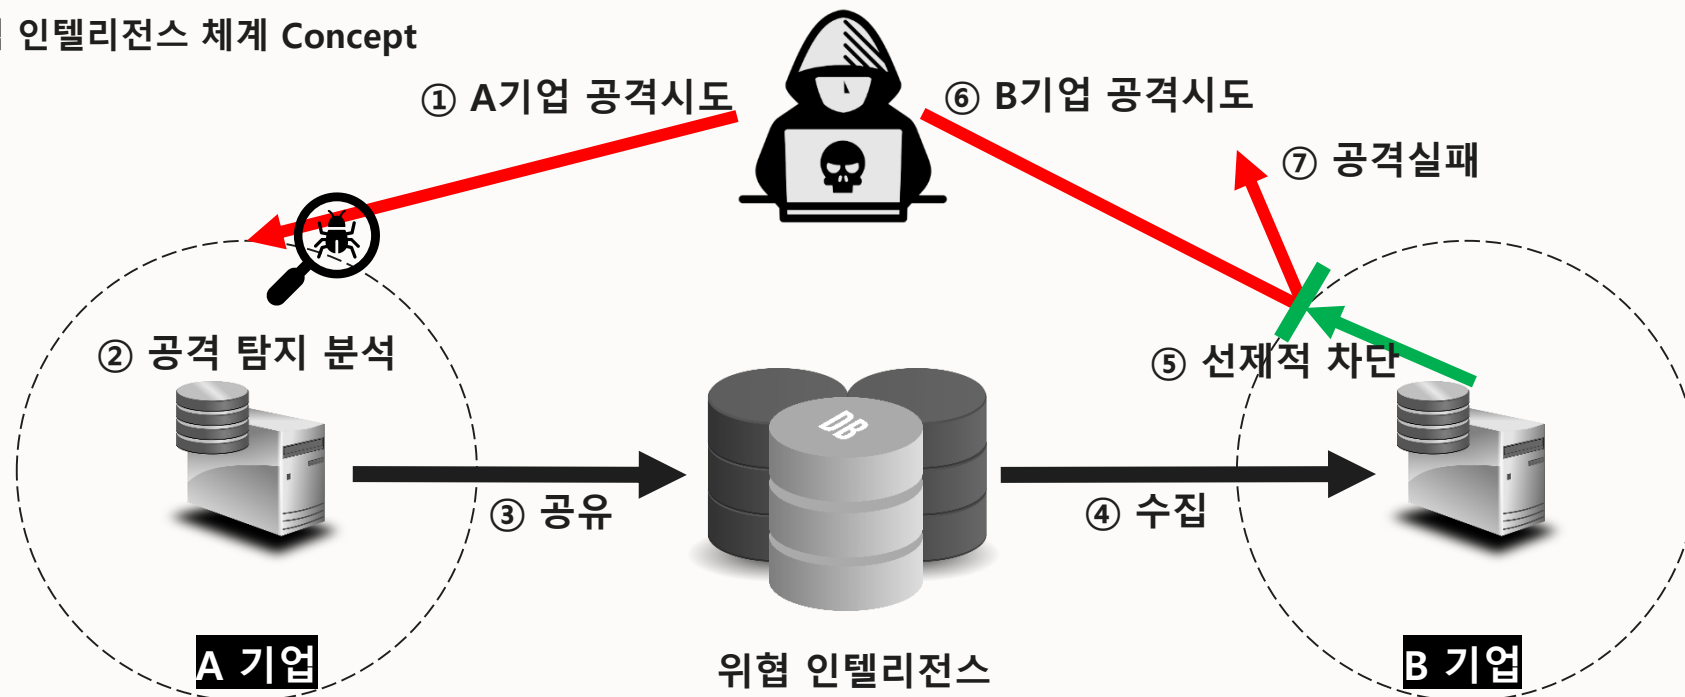 인텔리전스 체계 Concept
① A기업 공격시도
⑥ B기업 공격시도
⑦ 공격실패
② 공격 탐지 분석
⑤ 선제적 차단
DB
③ 공유
④ 수집
A 기업
위협 인텔리전스
B 기업